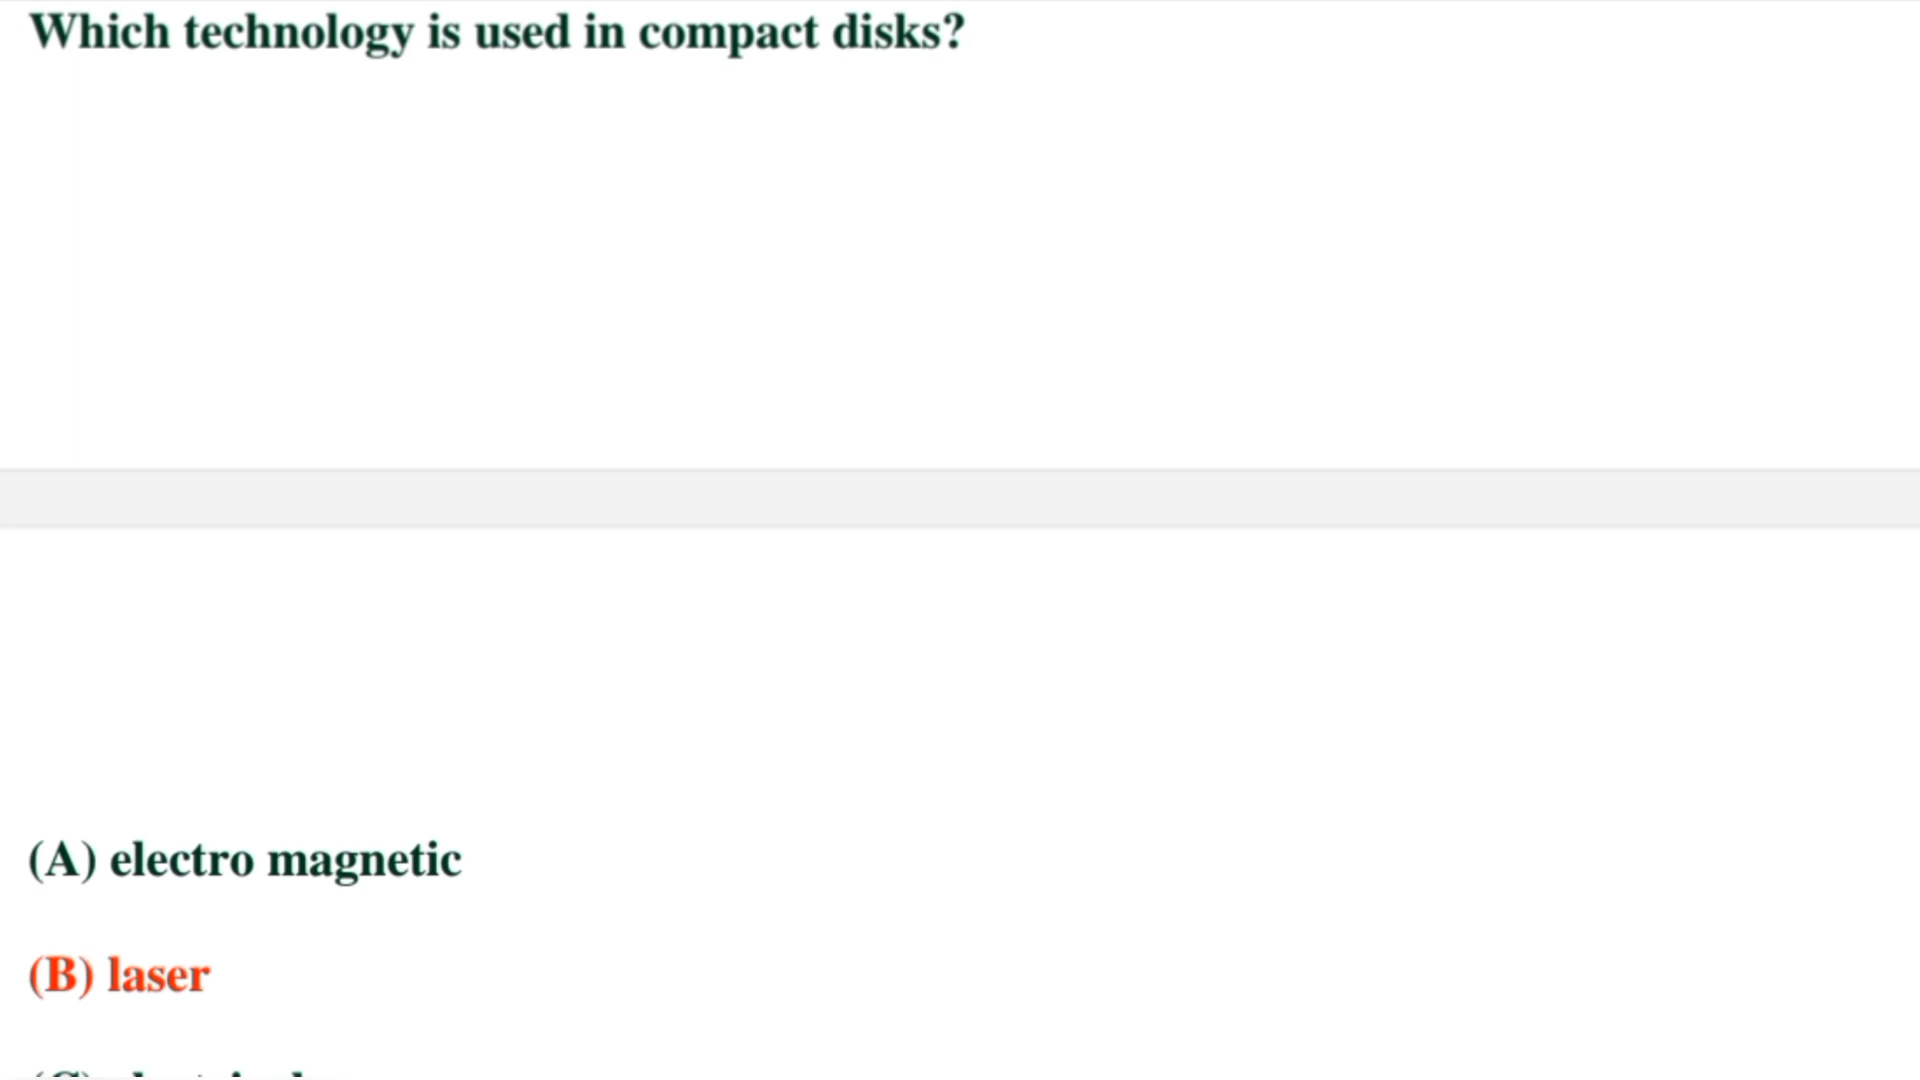 Which technology is used in compact disks?
(A) electro magnetic
(B) laser